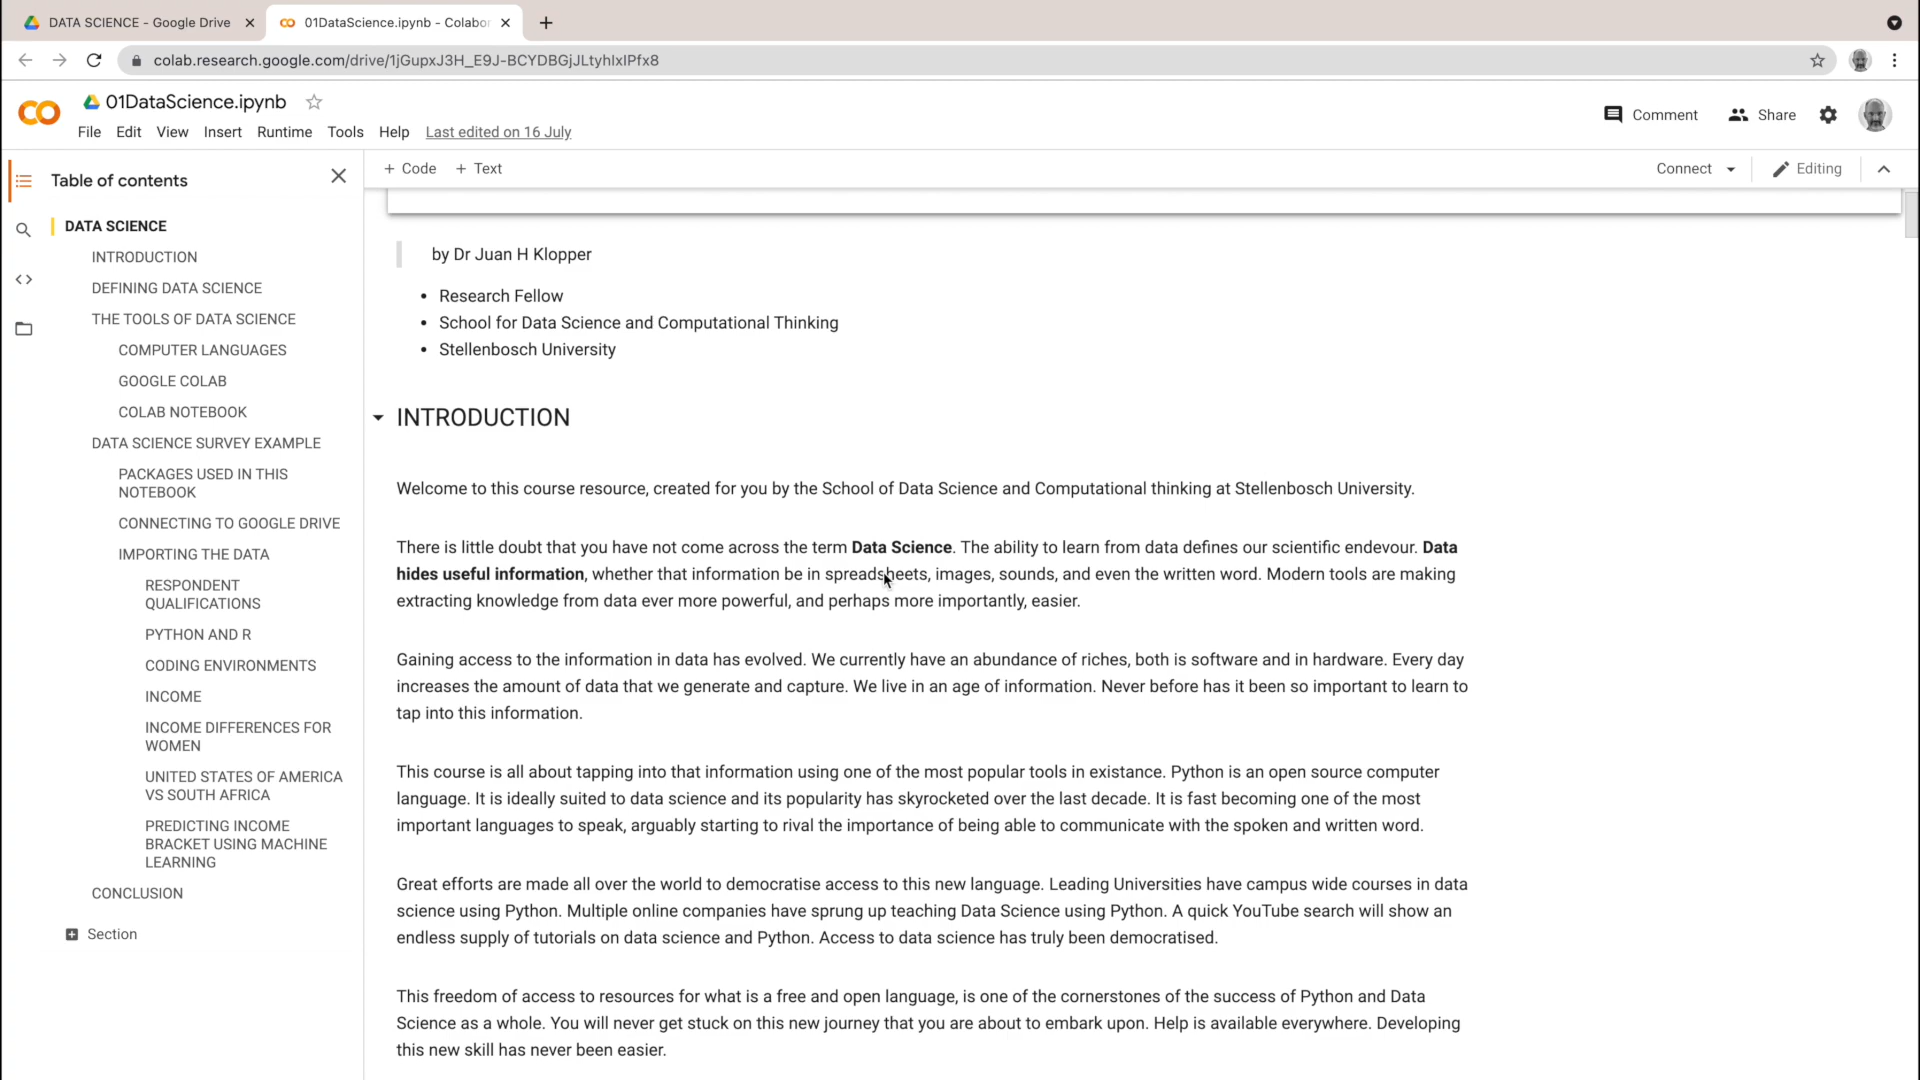 DATA SCIENCE - Google Drive
01DataScience.ipynb - Colabo
colab.research.google.com/drive/1jGupxJ3H_E9J-BCYDBGjJLtyhIxIPfx8
01DataScience.ipynb
Comment
Share
File Edit View Insert Runtime Tools Help Last edited on 16 July
Table of contents
+ Code + Text
Connect
Editing
DATA SCIENCE
INTRODUCTION
DEFINING DATA SCIENCE
THE TOOLS OF DATA SCIENCE
COMPUTER LANGUAGES
GOOGLE COLAB
COLAB NOTEBOOK
DATA SCIENCE SURVEY EXAMPLE
PACKAGES USED IN THIS
NOTEBOOK
CONNECTING TO GOOGLE DRIVE
IMPORTING THE DATA
RESPONDENT
QUALIFICATIONS
PYTHON AND R
CODING ENVIRONMENTS
INCOME
INCOME DIFFERENCES FOR
WOMEN
UNITED STATES OF AMERICA
VS SOUTH AFRICA
PREDICTING INCOME
BRACKET USING MACHINE
LEARNING
CONCLUSION
Section
by Dr Juan H Klopper
• Research Fellow
• School for Data Science and Computational Thinking
• Stellenbosch University
INTRODUCTION
Welcome to this course resource, created for you by the School of Data Science and Computational thinking at Stellenbosch University.
There is little doubt that you have not come across the term Data Science. The ability to learn from data defines our scientific endevour. Data
hides useful information, whether that information be in spreadsheets, images, sounds, and even the written word. Modern tools are making
extracting knowledge from data ever more powerful, and perhaps more importantly, easier.
Gaining access to the information in data has evolved. We currently have an abundance of riches, both is software and in hardware. Every day
increases the amount of data that we generate and capture. We live in an age of information. Never before has it been so important to learn to
tap into this information.
This course is all about tapping into that information using one of the most popular tools in existance. Python is an open source computer
language. It is ideally suited to data science and its popularity has skyrocketed over the last decade. It is fast becoming one of the most
important languages to speak, arguably starting to rival the importance of being able to communicate with the spoken and written word.
Great efforts are made all over the world to democratise access to this new language. Leading Universities have campus wide courses in data
science using Python. Multiple online companies have sprung up teaching Data Science using Python. A quick YouTube search will show an
endless supply of tutorials on data science and Python. Access to data science has truly been democratised.
This freedom of access to resources for what is a free and open language, is one of the cornerstones of the success of Python and Data
Science as a whole. You will never get stuck on this new journey that you are about to embark upon. Help is available everywhere. Developing
this new skill has never been easier.